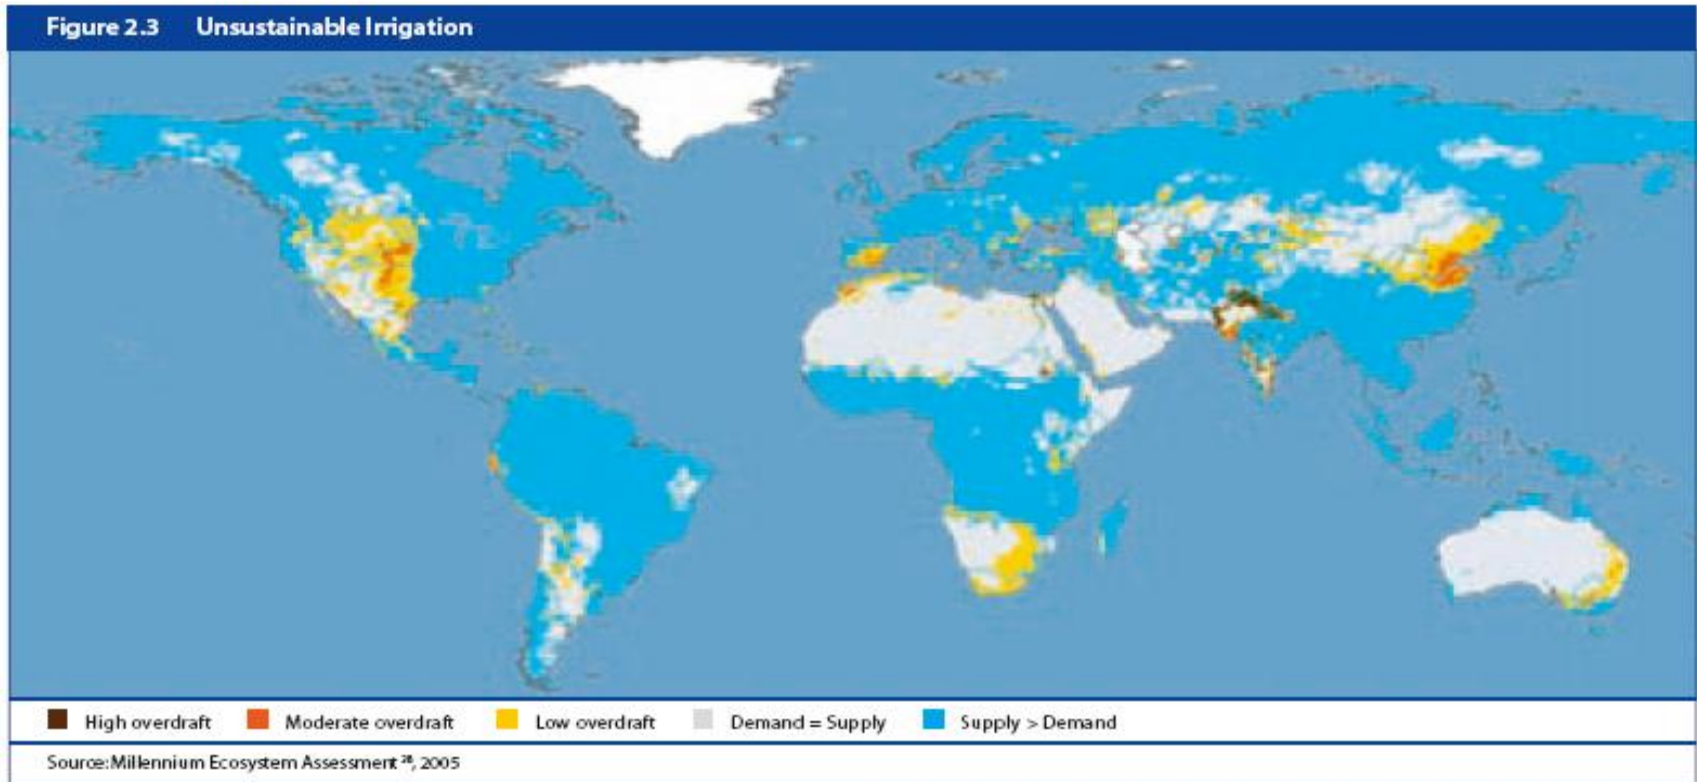 Figure 2.3 Unsustainable Irrigation
High overdraft Moderate overdraft Low overdraft Demand = Supply Supply > Demand
Source: Millennium Ecosystem Assessment 28, 2005